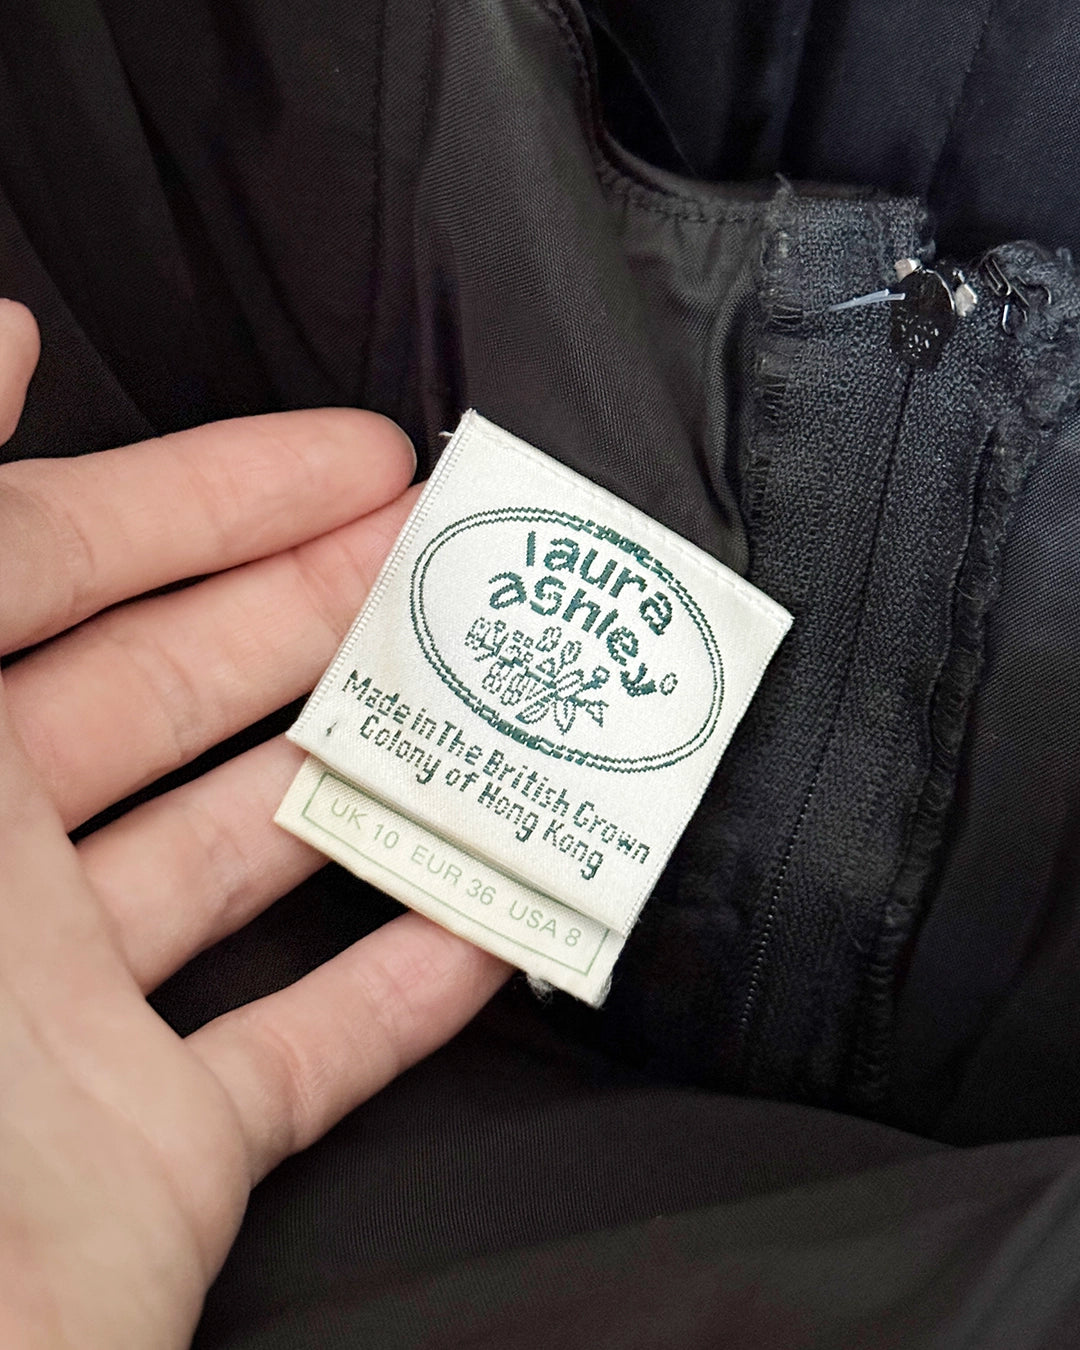 laura
ashley
Made in The British Crown
Colony of Hong Kong
UK 10 EUR 36 USA 8